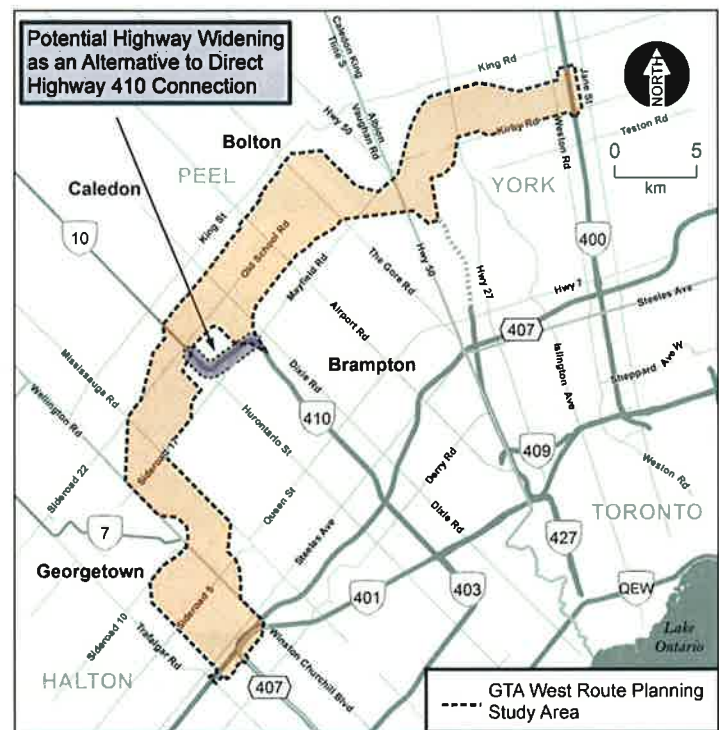 Potential Highway Widening
as an Alternative to Direct
Highway 410 Connection
Caledon King
Tline S
King Rd
NORTH
Jane St
Hwy 50
Albion
Vaughan Rd
Kirby Rd
Weston Rd
Teston Rd
Bolton
PEEL
YORK
0 5
km
Caledon
King St
10
Old School Rd
400
Mayfield Rd
The Gore Rd
Hwy 50
Hwy 27
Hwy 7
Steeles Ave
Airport Rd
407
Mississauga Rd
Brampton
Islington
Ave
Sheppard Ave W
Dixie Rd
Wellington Rd
Hurontario St
410
Sideroad 17
Sideroad 22
Queen St
Derry Rd
409
Weston Rd
7
Steeles Ave
Dixie Rd
TORONTO
427
Georgetown
401
403
QEW
Sideroad 5
Lake
Ontario
Sideroad 10
Trafalgar Rd
Winston Churchill Blvd
HALTON
407
GTA West Route Planning
Study Area